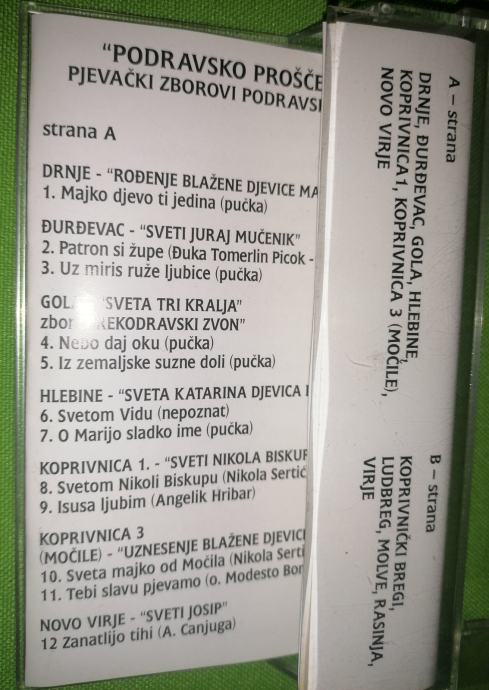 "PODRAVSKO PROŠČE
PJEVAČKI ZBOROVI PODRAVS
strana A
DRNJE - "ROĐENJE BLAŽENE DJEVICE MA
1. Majko djevo ti jedina (pučka)
ĐURĐEVAC - "SVETI JURAJ MUČENIK"
2. Patron si župe (Đuka Tomerlin Picok -
3. Uz miris ruže ljubice (pučka)
GOLA "SVETA TRI KRALJA"
zbor REKODRAVSKI ZVON"
4. Nebo daj oku (pučka)
5. Iz zemaljske suzne doli (pučka)
HLEBINE - "SVETA KATARINA DJEVICA I
6. Svetom Vidu (nepoznat)
7. O Marijo sladko ime (pučka)
KOPRIVNICA 1. - "SVETI NIKOLA BISKUP
8. Svetom Nikoli Biskupu (Nikola Sertić
9. Isusa ljubim (Angelik Hribar)
KOPRIVNICA 3
(MOČILE) - "UZNESENJE BLAŽENE DJEVICE
10. Sveta majko od Močila (Nikola Serti
11. Tebi slavu pjevamo (o. Modesto Bor
NOVO VIRJE - "SVETI JOSIP"
12 Zanatlijo tihi (A. Canjuga)
A – strana
DRNJE, ĐURĐEVAC, GOLA, HLEBINE,
KOPRIVNICA1, KOPRIVNICA 3 (MOČILE),
NOVO VIRJE
B – strana
KOPRIVNIČKI BREGI,
LUDBREG, MOLVE, RASINJA,
VIRJE